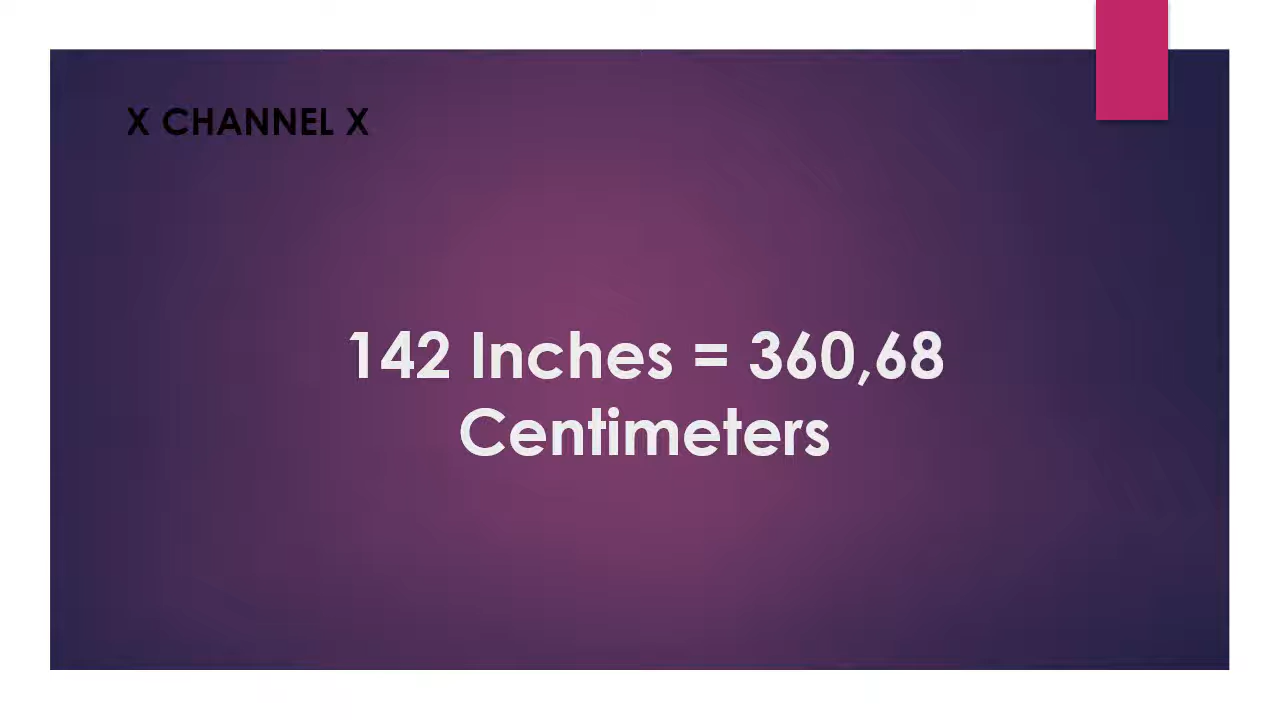 X CHANNEL X
142 Inches = 360,68
Centimeters